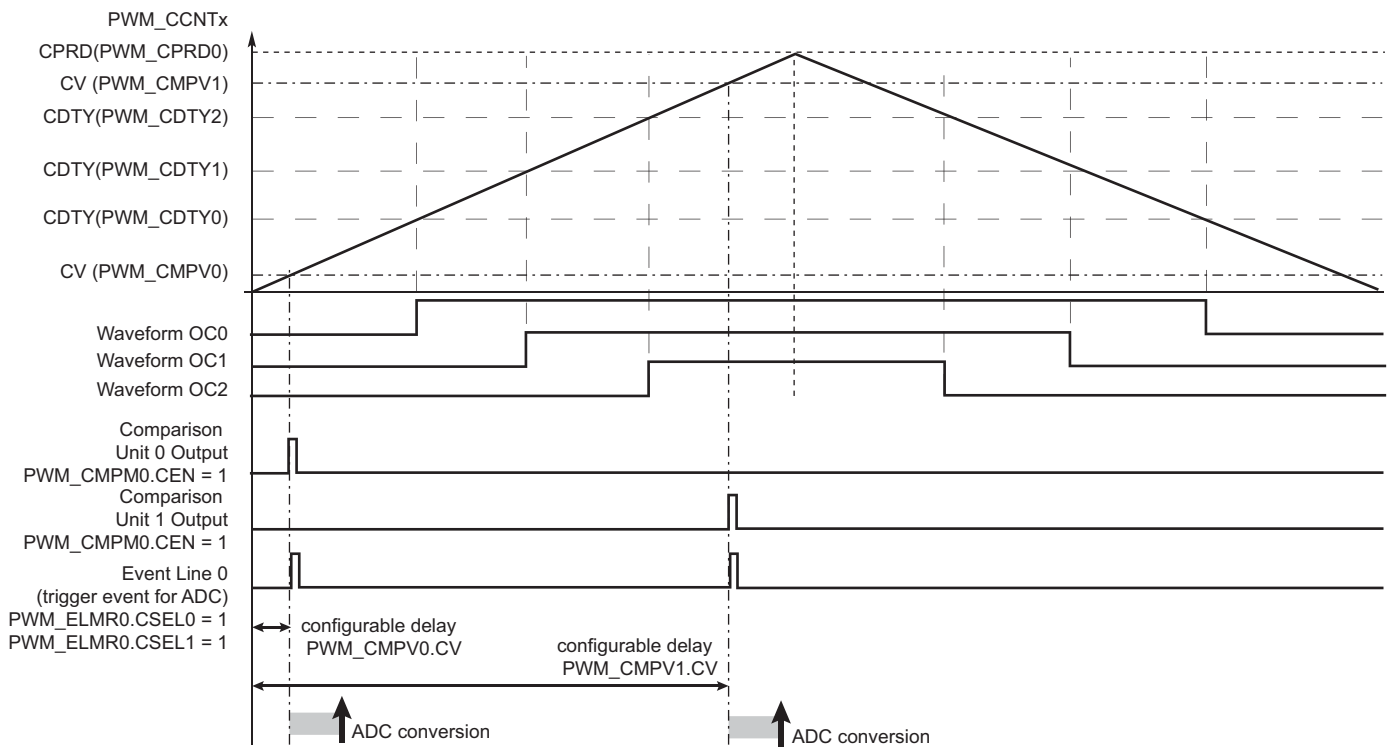 PWM_CCNTx
CPRD(PWM_CPRD0)
CV (PWM_CMPV1)
CDTY(PWM_CDTY2)
CDTY(PWM_CDTY1)
CDTY(PWM_CDTY0)
CV (PWM_CMPV0)
Waveform OC0
Waveform OC1
Waveform OC2
Comparison
Unit 0 Output
PWM_CMPM0.CEN = 1
Comparison
Unit 1 Output
PWM_CMPM0.CEN = 1
Event Line 0
(trigger event for ADC)
PWM_ELMR0.CSEL0 = 1
PWM_ELMR0.CSEL1 = 1
configurable delay
PWM_CMPV0.CV
configurable delay
PWM_CMPV1.CV
ADC conversion
ADC conversion